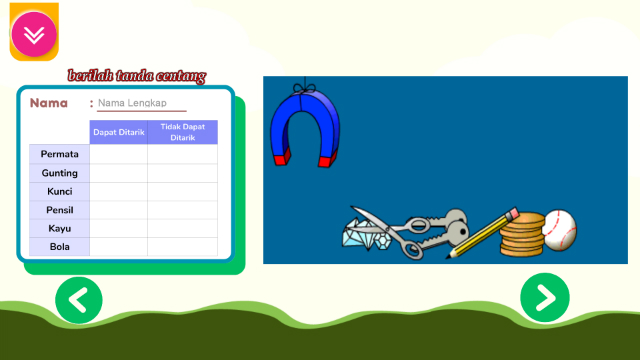 berilah tanda centang
Nama : Nama Lengkap
Dapat Ditarik Tidak Dapat Ditarik
Permata
Gunting
Kunci
Pensil
Kayu
Bola